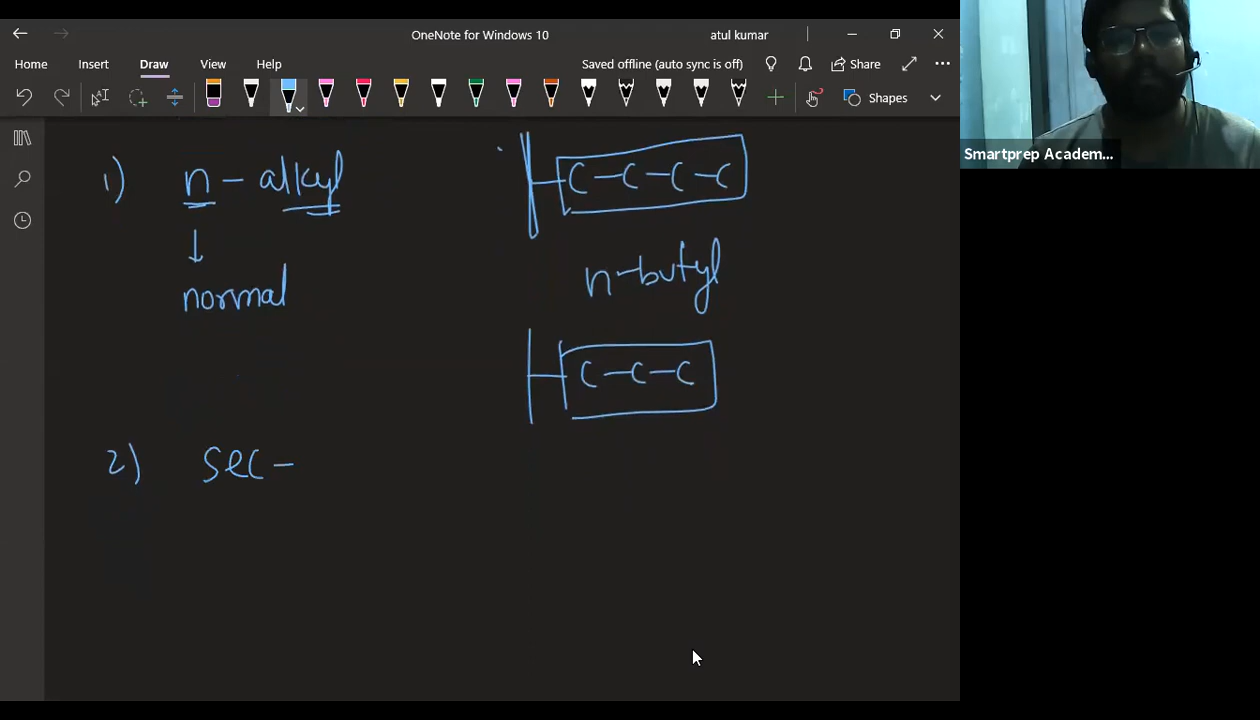 OneNote for Windows 10
atul kumar
Home Insert Draw View Help
Saved offline (auto sync is off)
Share
Shapes
Smartprep Academ...
1) n - alkyl
C - C - C - C
normal
n-butyl
C - C - C
2) sec -